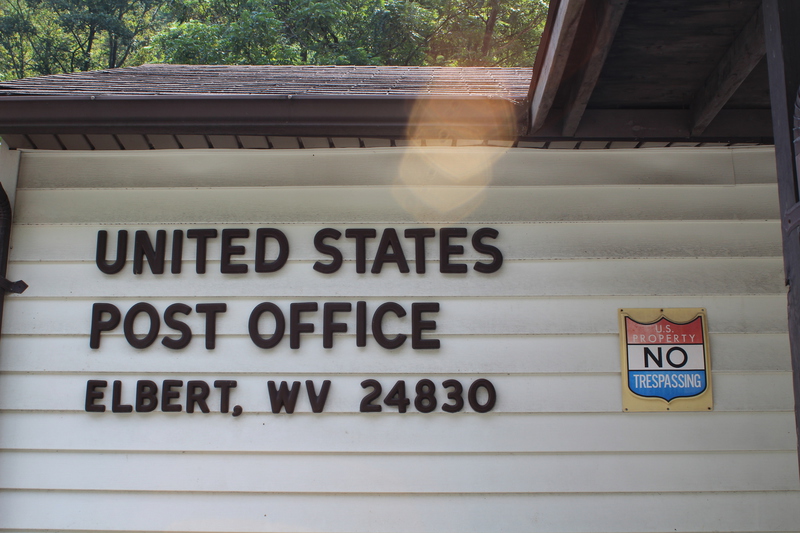 UNITED STATES
POST OFFICE
ELBERT, WV 24830
U.S.
PROPERTY
NO
TRESPASSING